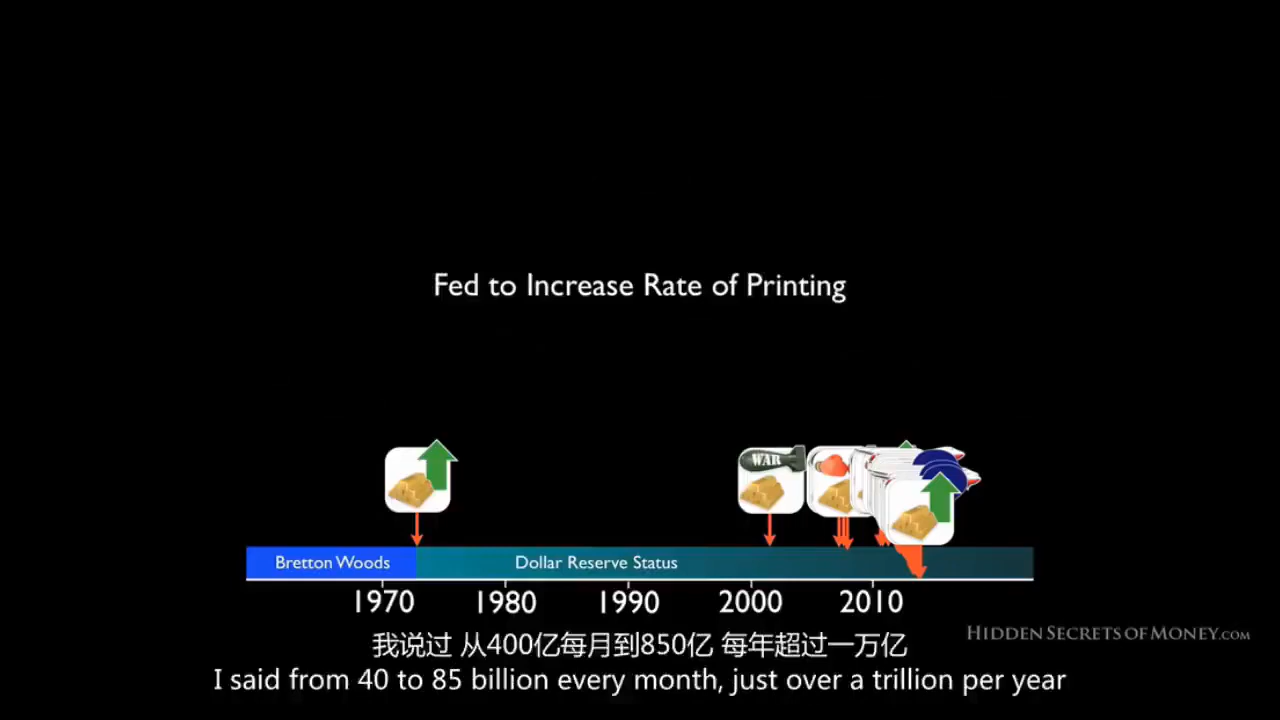 Fed to Increase Rate of Printing
WAR
Bretton Woods
Dollar Reserve Status
1970 1980 1990 2000 2010
我说过 从400亿每月到850亿 每年超过一万亿
HIDDEN SECRETS OF MONEY.COM
I said from 40 to 85 billion every month, just over a trillion per year